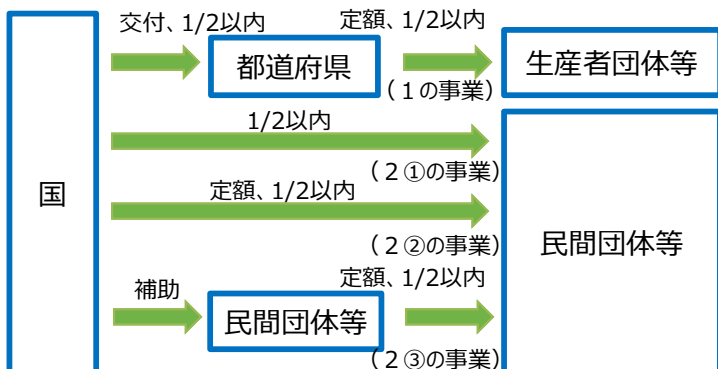 交付、1/2以内
定額、1/2以内
都道府県
生産者団体等
（１の事業）
1/2以内
（２①の事業）
国
定額、1/2以内
（２②の事業）
民間団体等
補助
定額、1/2以内
民間団体等
（２③の事業）